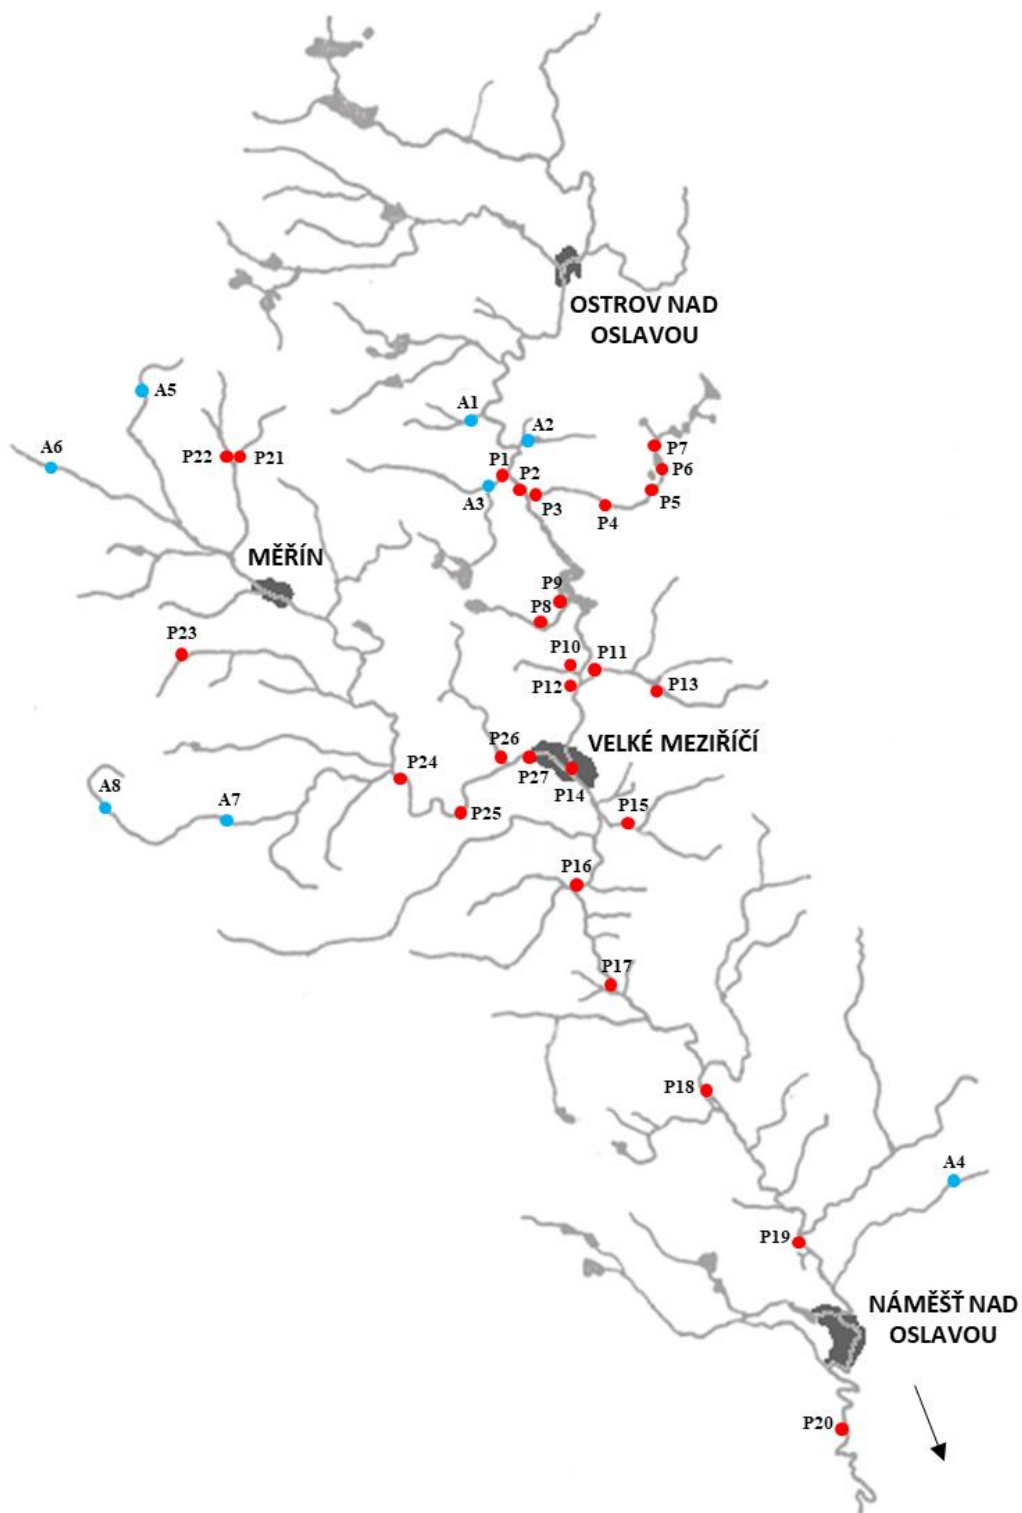 OSTROV NAD
OSLAVOU
A5
A1
A2
A6
P22
P21
P7
P1
P6
P2
A3
P3
P5
P4
MĚŘÍN
P9
P8
P23
P10
P11
P12
P13
P26
VELKÉ MEZIŘÍČÍ
P24
P27
P14
A8
A7
P25
P15
P16
P17
P18
A4
P19
NÁMĚŠŤ NAD
OSLAVOU
P20